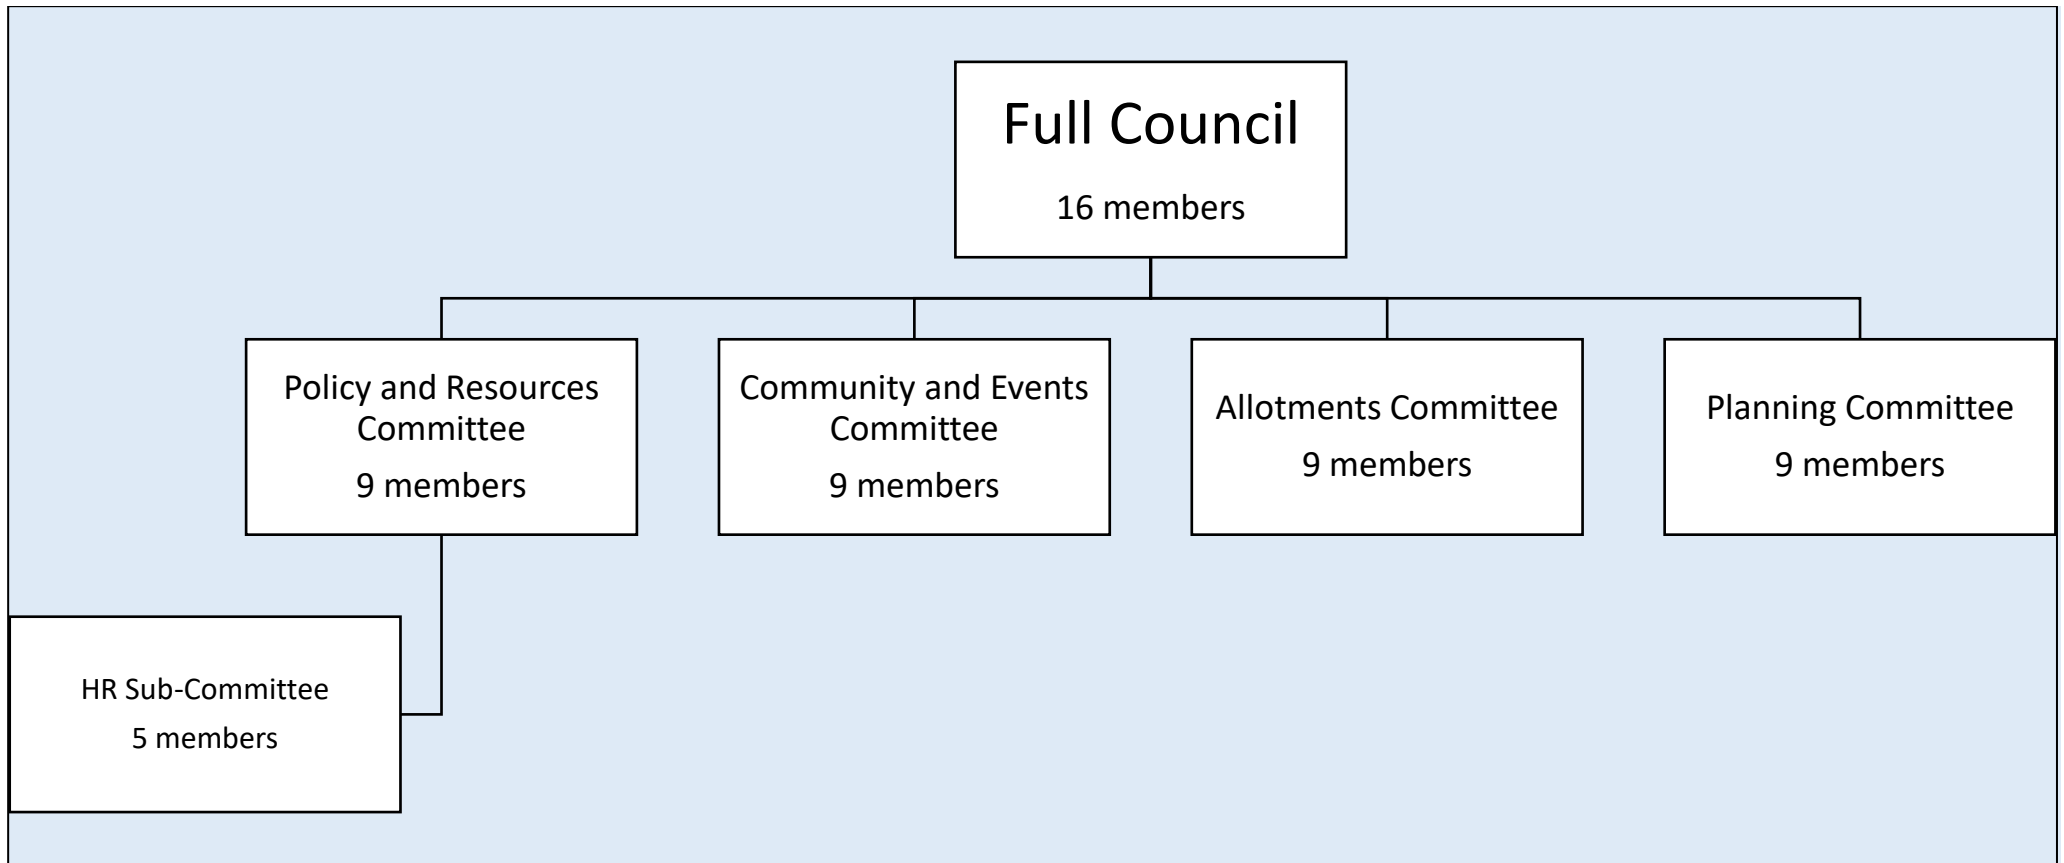 Full Council
16 members
Policy and Resources
Committee
9 members
Community and Events
Committee
9 members
Allotments Committee
9 members
Planning Committee
9 members
HR Sub-Committee
5 members